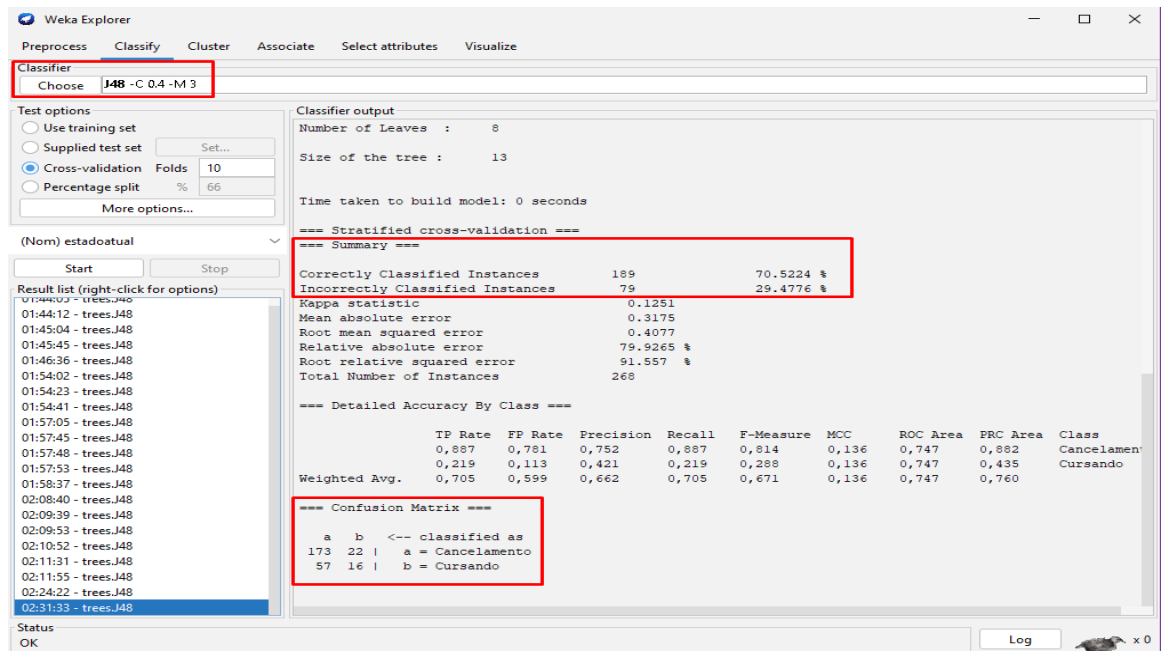 Weka Explorer
Preprocess Classify Cluster Associate Select attributes Visualize
Classifier
Choose J48 -C 0.4 -M 3
Test options
Use training set
Supplied test set Set...
Cross-validation Folds 10
Percentage split % 66
More options...
(Nom) estadoatual
Start Stop
Result list (right-click for options)
01:44:05 - trees.J48
01:44:12 - trees.J48
01:45:04 - trees.J48
01:45:45 - trees.J48
01:46:36 - trees.J48
01:54:02 - trees.J48
01:54:23 - trees.J48
01:54:41 - trees.J48
01:57:05 - trees.J48
01:57:45 - trees.J48
01:57:48 - trees.J48
01:57:53 - trees.J48
01:58:37 - trees.J48
02:08:40 - trees.J48
02:09:39 - trees.J48
02:09:53 - trees.J48
02:10:52 - trees.J48
02:11:31 - trees.J48
02:11:55 - trees.J48
02:24:22 - trees.J48
02:31:33 - trees.J48
Classifier output
Number of Leaves : 8
Size of the tree : 13
Time taken to build model: 0 seconds
=== Stratified cross-validation ===
=== Summary ===
Correctly Classified Instances 189 70.5224 %
Incorrectly Classified Instances 79 29.4776 %
Kappa statistic 0.1251
Mean absolute error 0.3175
Root mean squared error 0.4077
Relative absolute error 79.9265 %
Root relative squared error 91.557 %
Total Number of Instances 268
=== Detailed Accuracy By Class ===
TP Rate FP Rate Precision Recall F-Measure MCC ROC Area PRC Area Class
0,887 0,781 0,752 0,887 0,814 0,136 0,747 0,882 Cancelamen
0,219 0,113 0,421 0,219 0,288 0,136 0,747 0,435 Cursando
Weighted Avg. 0,705 0,599 0,662 0,705 0,671 0,136 0,747 0,760
=== Confusion Matrix ===
a b <-- classified as
173 22 | a = Cancelamento
57 16 | b = Cursando
Status
OK
Log x 0